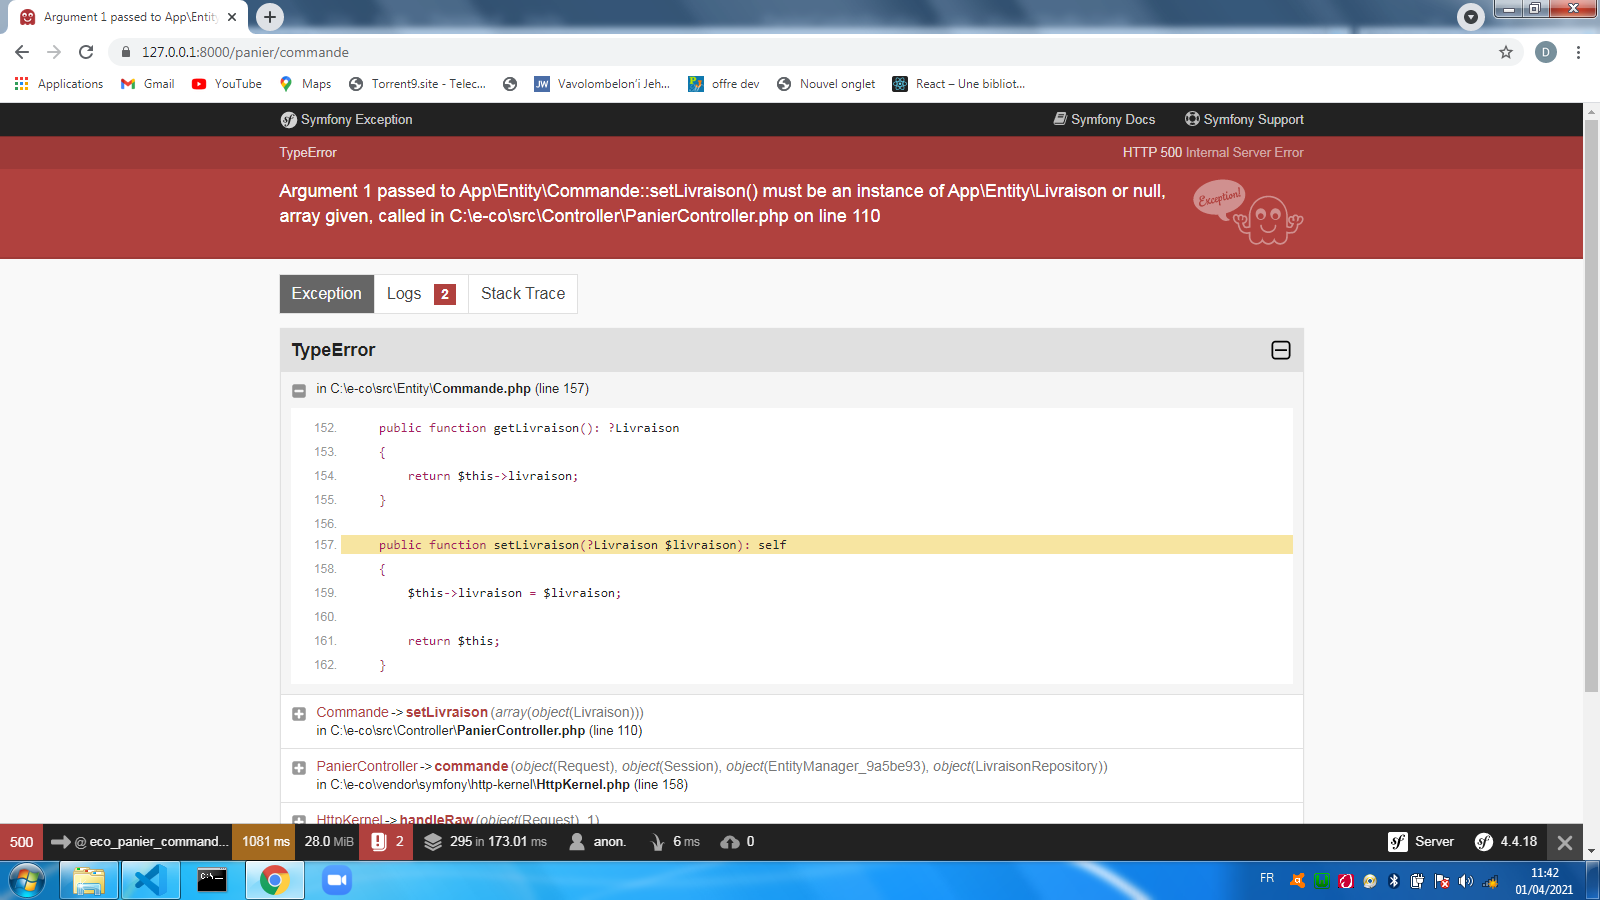 Argument 1 passed to App\Entity
127.0.0.1:8000/panier/commande
D
Applications
Gmail
YouTube
Maps
Torrent9.site - Telec...
JW
Vavolombelon'i Jeh...
offre dev
Nouvel onglet
React – Une bibliot...
sf Symfony Exception
Symfony Docs
Symfony Support
TypeError
HTTP 500 Internal Server Error
Argument 1 passed to App\Entity\Commande::setLivraison() must be an instance of App\Entity\Livraison or null,
array given, called in C:\e-co\src\Controller\PanierController.php on line 110
Exception!
Exception
Logs 2
Stack Trace
TypeError
in C:\e-co\src\Entity\Commande.php (line 157)
152. public function getLivraison(): ?Livraison
153. {
154. return $this->livraison;
155. }
156.
157. public function setLivraison(?Livraison $livraison): self
158. {
159. $this->livraison = $livraison;
160.
161. return $this;
162. }
Commande->setLivraison(array(object(Livraison)))
in C:\e-co\src\Controller\PanierController.php (line 110)
PanierController->commande(object(Request), object(Session), object(EntityManager_9a5be93), object(LivraisonRepository))
in C:\e-co\vendor\symfony\http-kernel\HttpKernel.php (line 158)
HttpKernel->handleRaw(object(Request), 1)
500
@ eco_panier_command...
1081 ms
28.0 MiB
2
295 in 173.01 ms
anon.
6 ms
0
sf Server
sf 4.4.18
C:\_
FR
11:42
01/04/2021